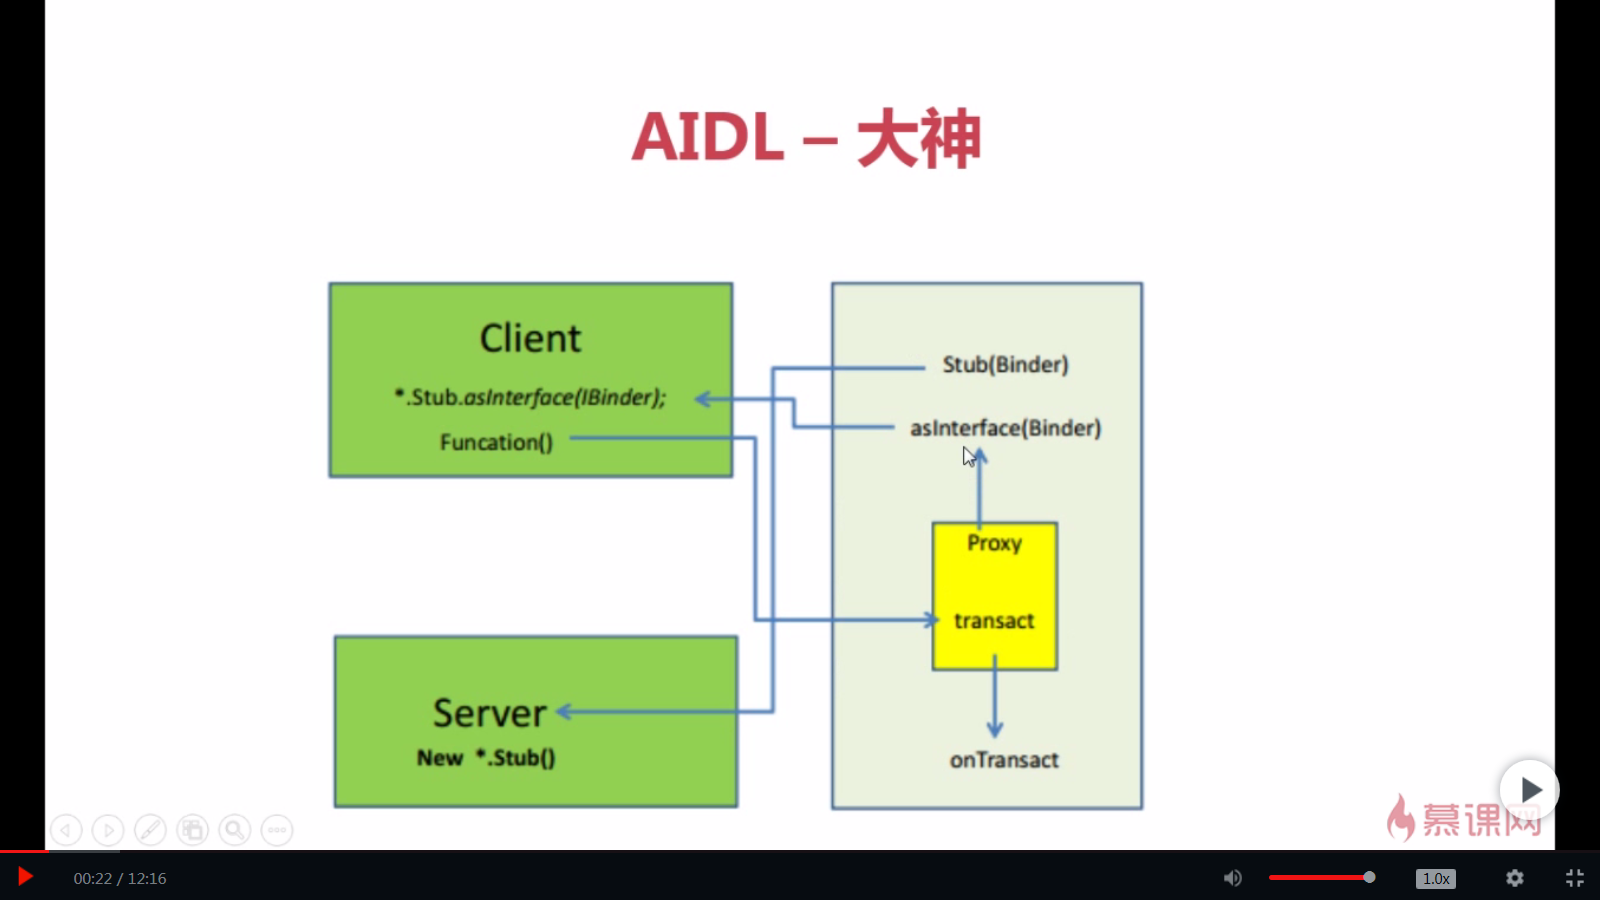 AIDL – 大神
Client
*.Stub.asInterface(IBinder);
Funcation()
Stub(Binder)
asInterface(Binder)
Proxy
transact
onTransact
Server
New *.Stub()
慕课网
00:22 / 12:16
1.0x